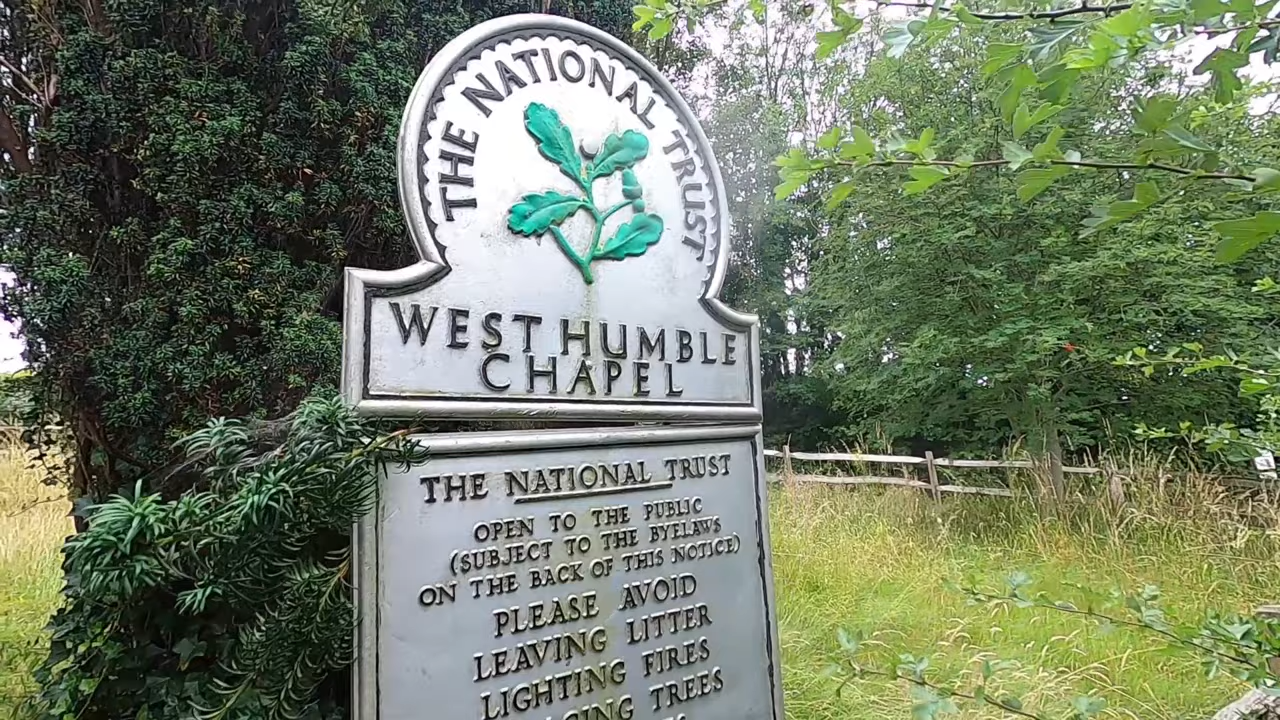 THE NATIONAL TRUST
WEST HUMBLE
CHAPEL
THE NATIONAL TRUST
OPEN TO THE PUBLIC
(SUBJECT TO THE BYELAWS
ON THE BACK OF THIS NOTICE)
PLEASE AVOID
LEAVING LITTER
LIGHTING FIRES
TREES